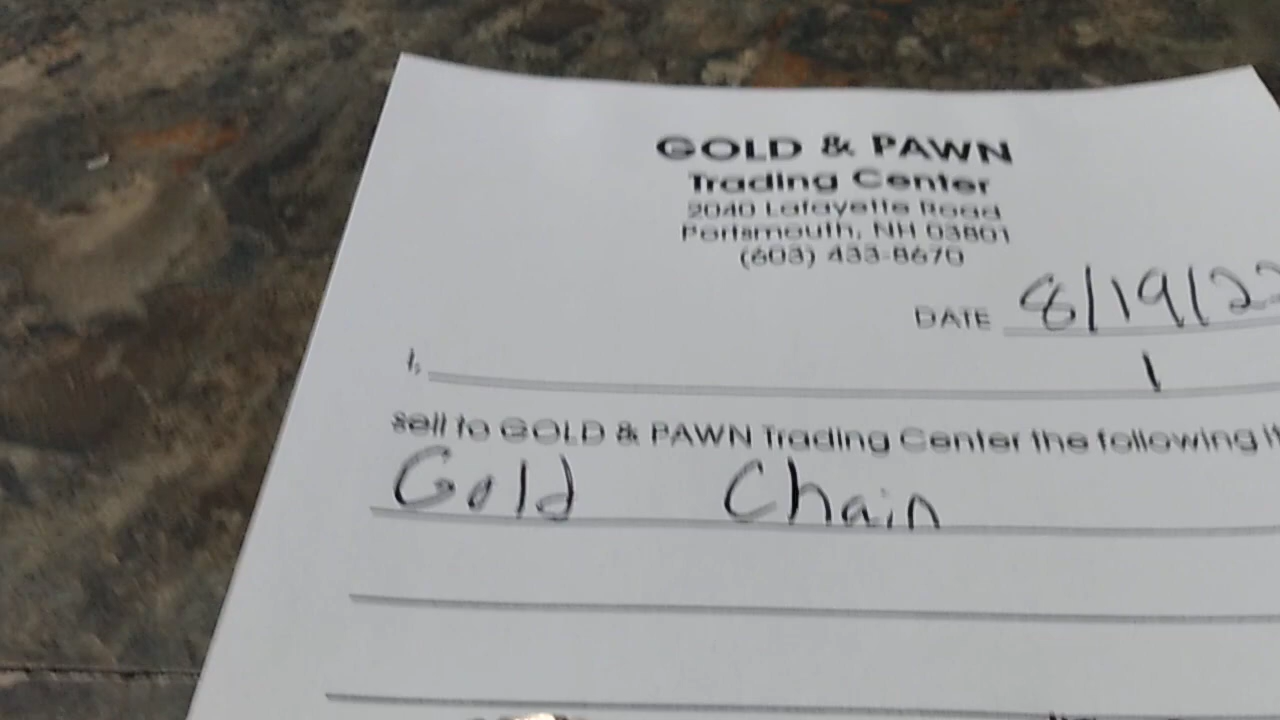 GOLD & PAWN
Trading Center
2040 Lafayette Road
Portsmouth, NH 03801
(603) 433-8670
DATE 8/19/22
I,
sell to GOLD & PAWN Trading Center the following
Gold Chain